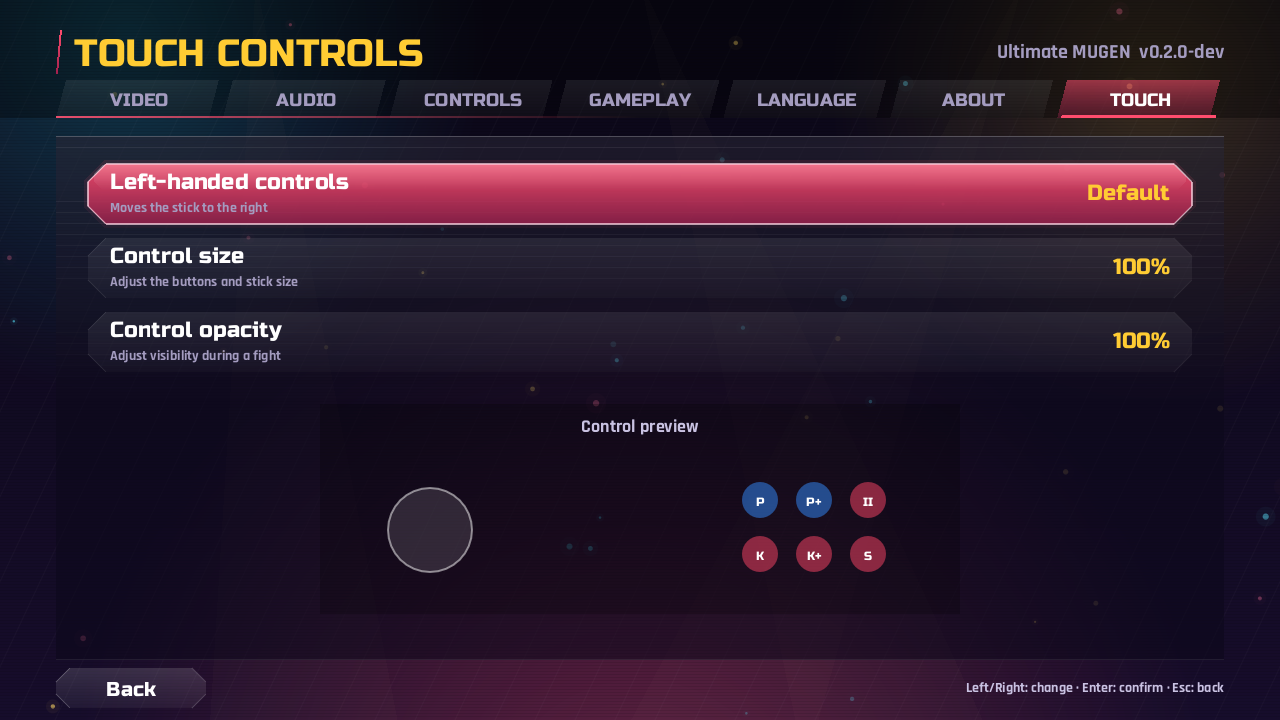 TOUCH CONTROLS
Ultimate MUGEN v0.2.0-dev
VIDEO
AUDIO
CONTROLS
GAMEPLAY
LANGUAGE
ABOUT
TOUCH
Left-handed controls
Moves the stick to the right
Default
Control size
Adjust the buttons and stick size
100%
Control opacity
Adjust visibility during a fight
100%
Control preview
P
P+
II
K
K+
S
Back
Left/Right: change · Enter: confirm · Esc: back